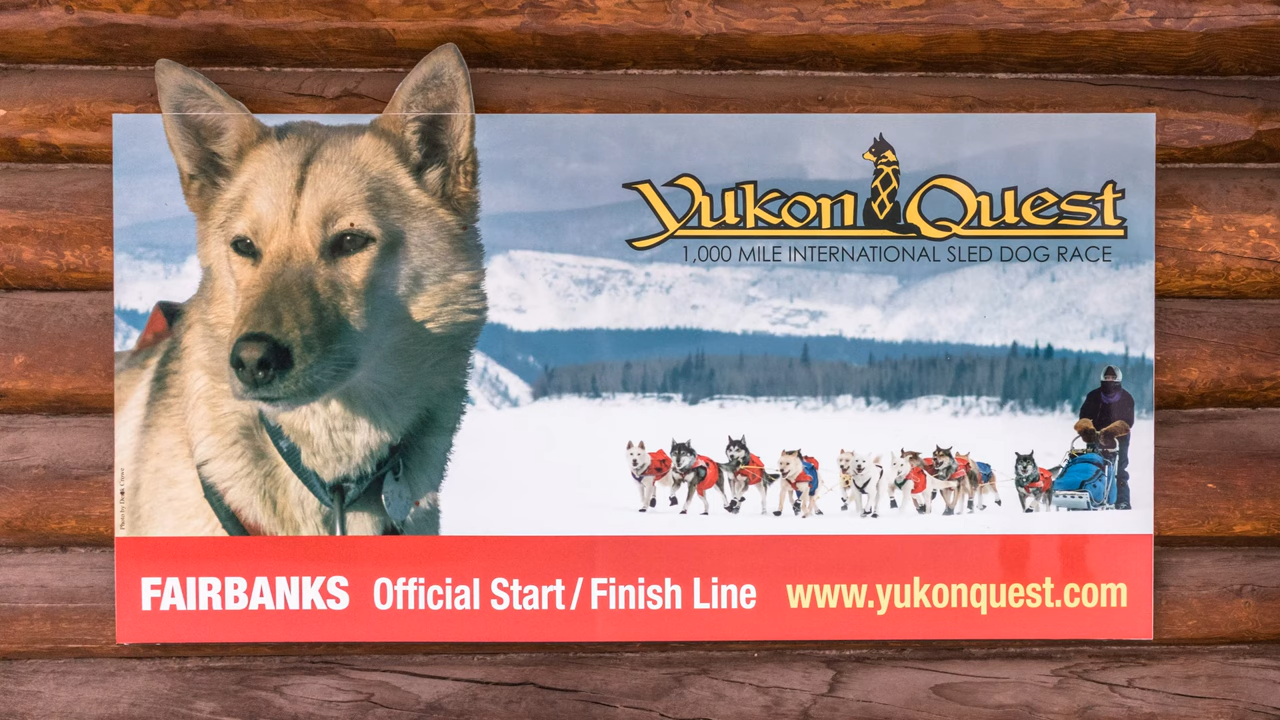 Yukon Quest
1,000 MILE INTERNATIONAL SLED DOG RACE
FAIRBANKS Official Start / Finish Line www.yukonquest.com